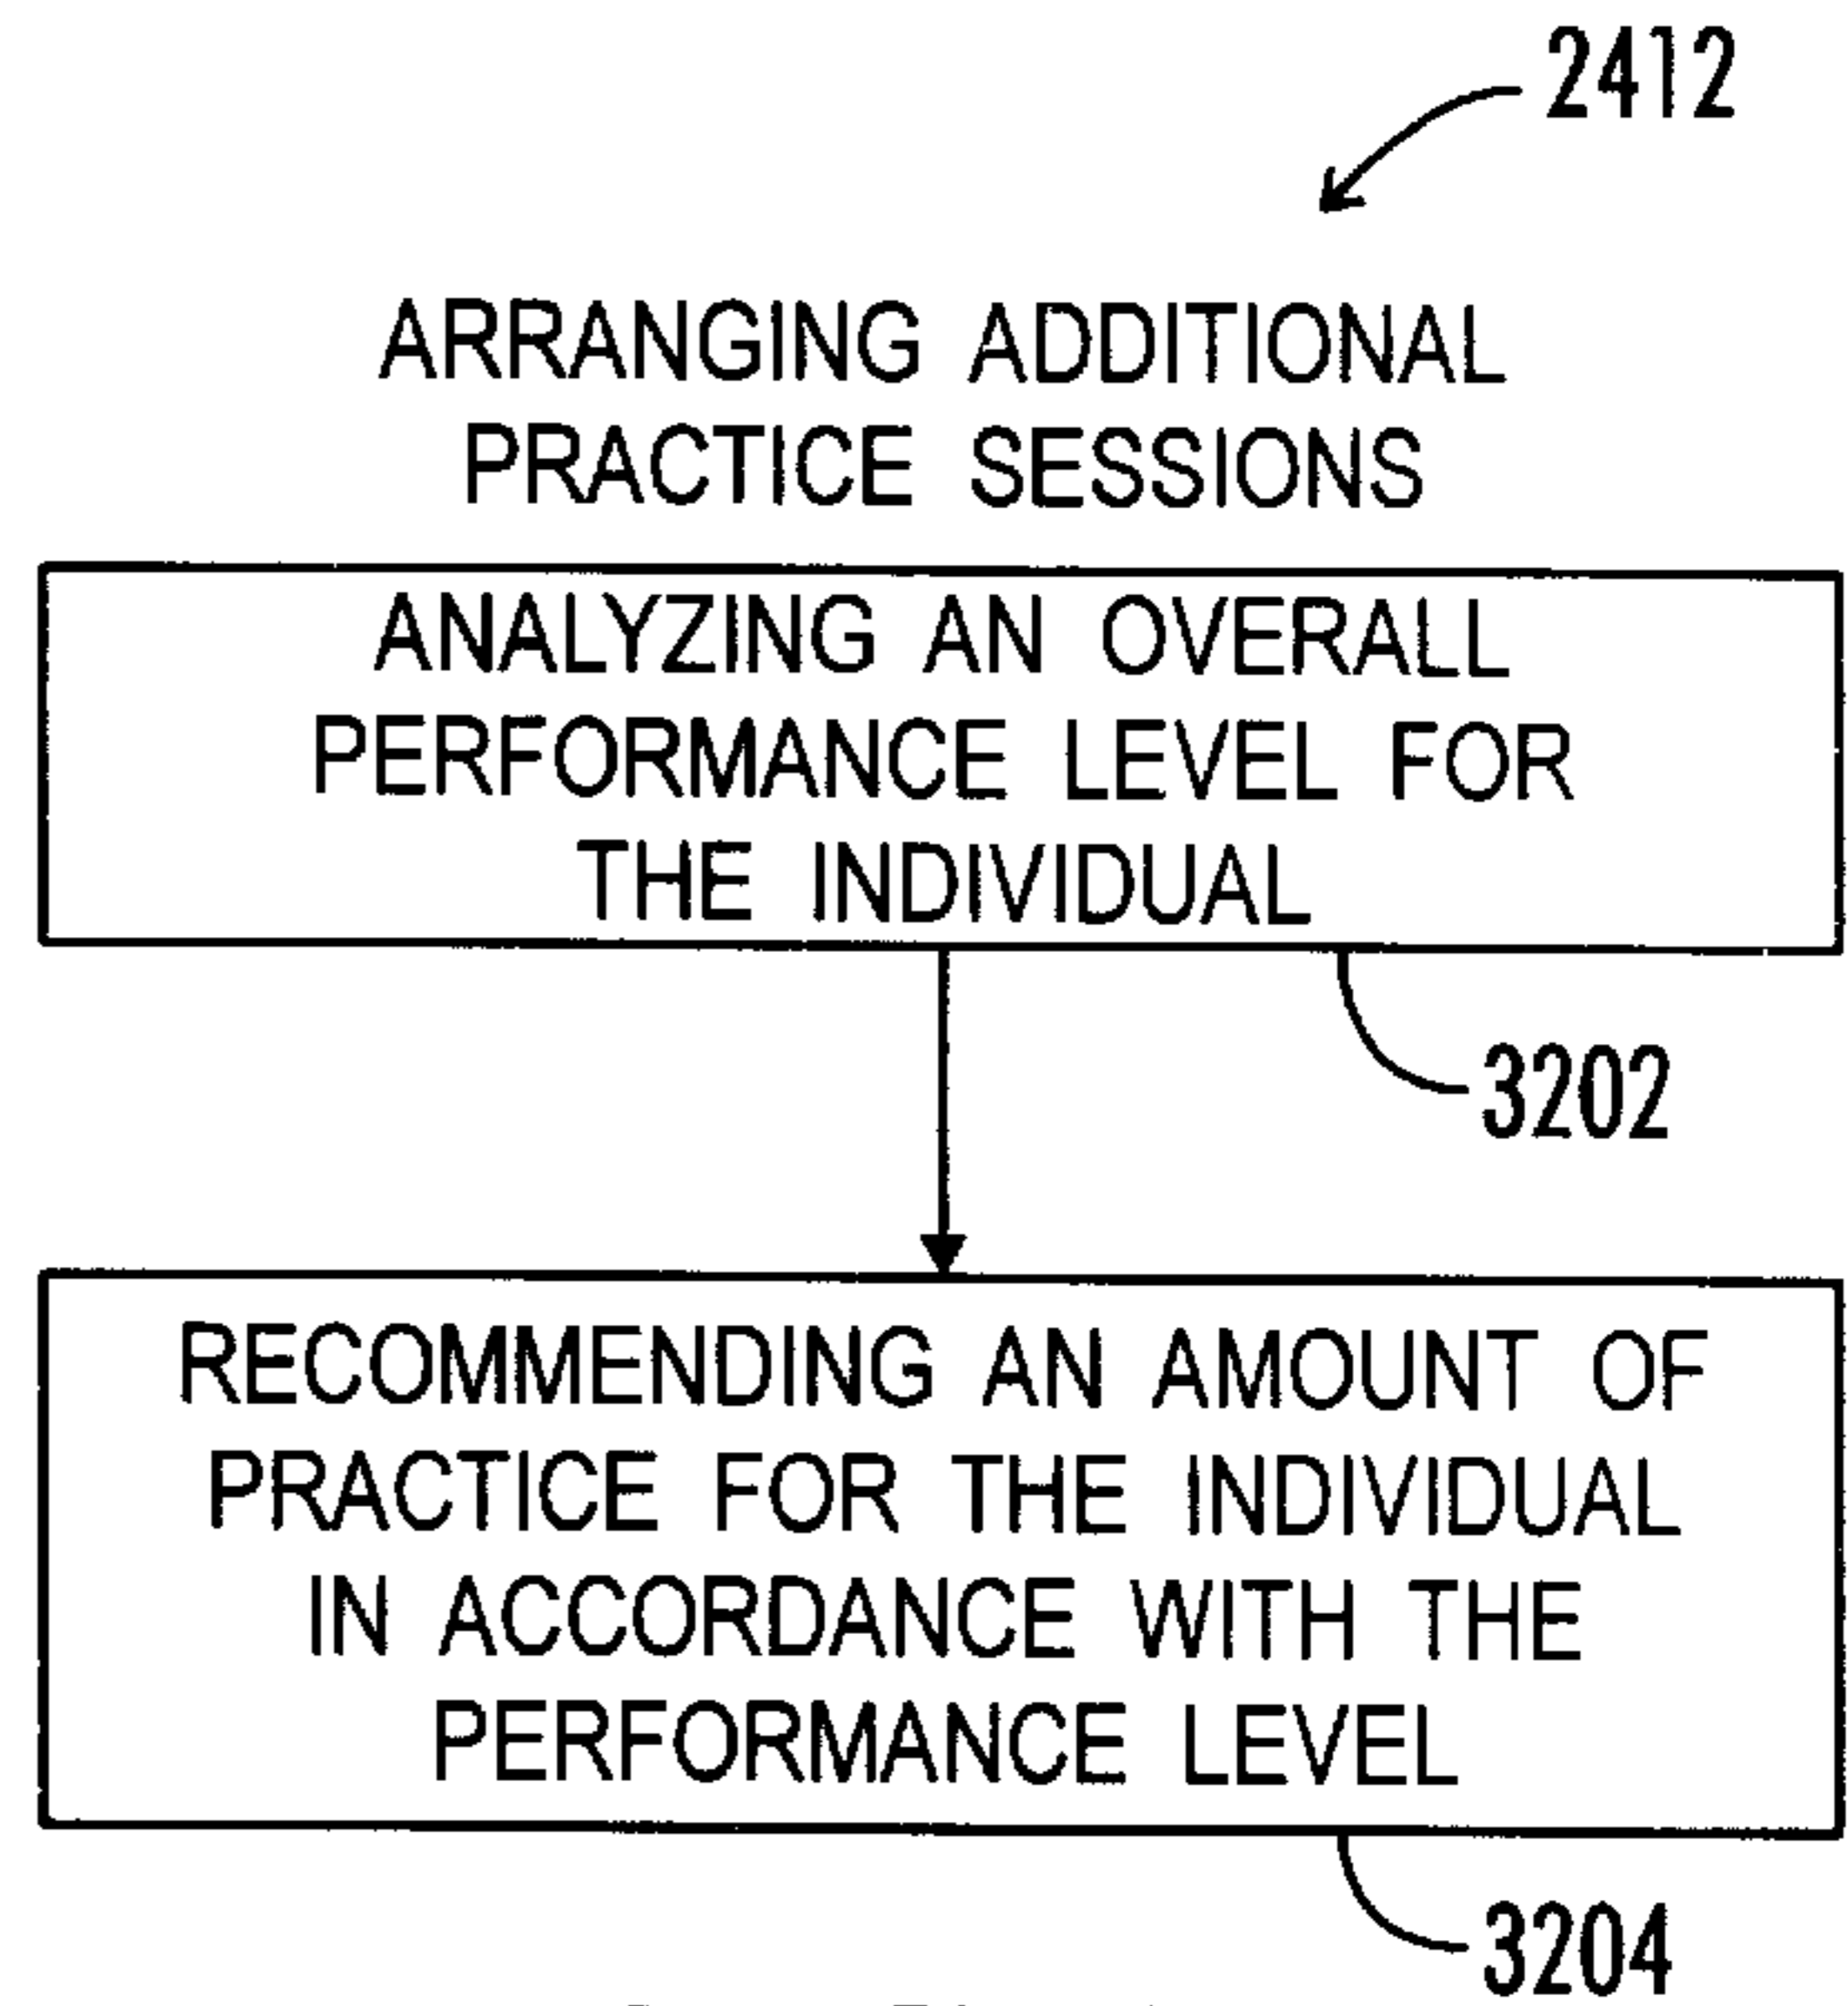 2412
ARRANGING ADDITIONAL
PRACTICE SESSIONS
ANALYZING AN OVERALL
PERFORMANCE LEVEL FOR
THE INDIVIDUAL
3202
RECOMMENDING AN AMOUNT OF
PRACTICE FOR THE INDIVIDUAL
IN ACCORDANCE WITH THE
PERFORMANCE LEVEL
3204